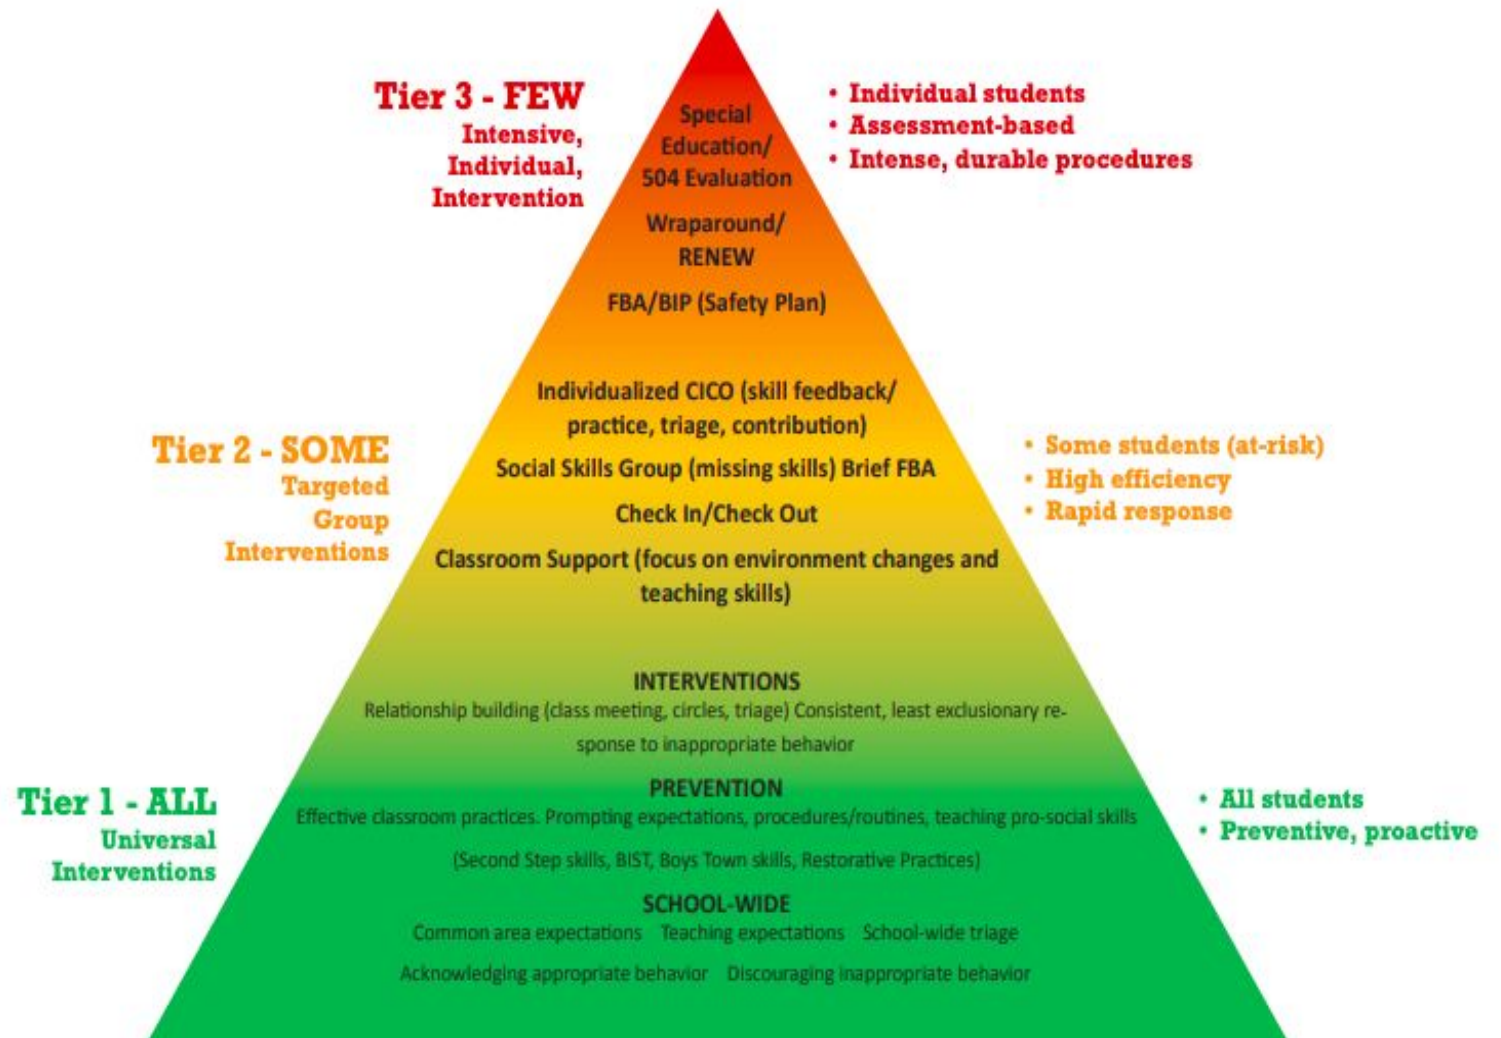 Tier 3 - FEW
Intensive,
Individual,
Intervention
Special
Education/
504 Evaluation
Wraparound/
RENEW
FBA/BIP (Safety Plan)
• Individual students
• Assessment-based
• Intense, durable procedures
Tier 2 - SOME
Targeted
Group
Interventions
Individualized CICO (skill feedback/
practice, triage, contribution)
Social Skills Group (missing skills) Brief FBA
Check In/Check Out
Classroom Support (focus on environment changes and
teaching skills)
• Some students (at-risk)
• High efficiency
• Rapid response
Tier 1 - ALL
Universal
Interventions
INTERVENTIONS
Relationship building (class meeting, circles, triage) Consistent, least exclusionary re-
sponse to inappropriate behavior
PREVENTION
Effective classroom practices. Prompting expectations, procedures/routines, teaching pro-social skills
(Second Step skills, BIST, Boys Town skills, Restorative Practices)
SCHOOL-WIDE
Common area expectations Teaching expectations School-wide triage
Acknowledging appropriate behavior Discouraging inappropriate behavior
• All students
• Preventive, proactive